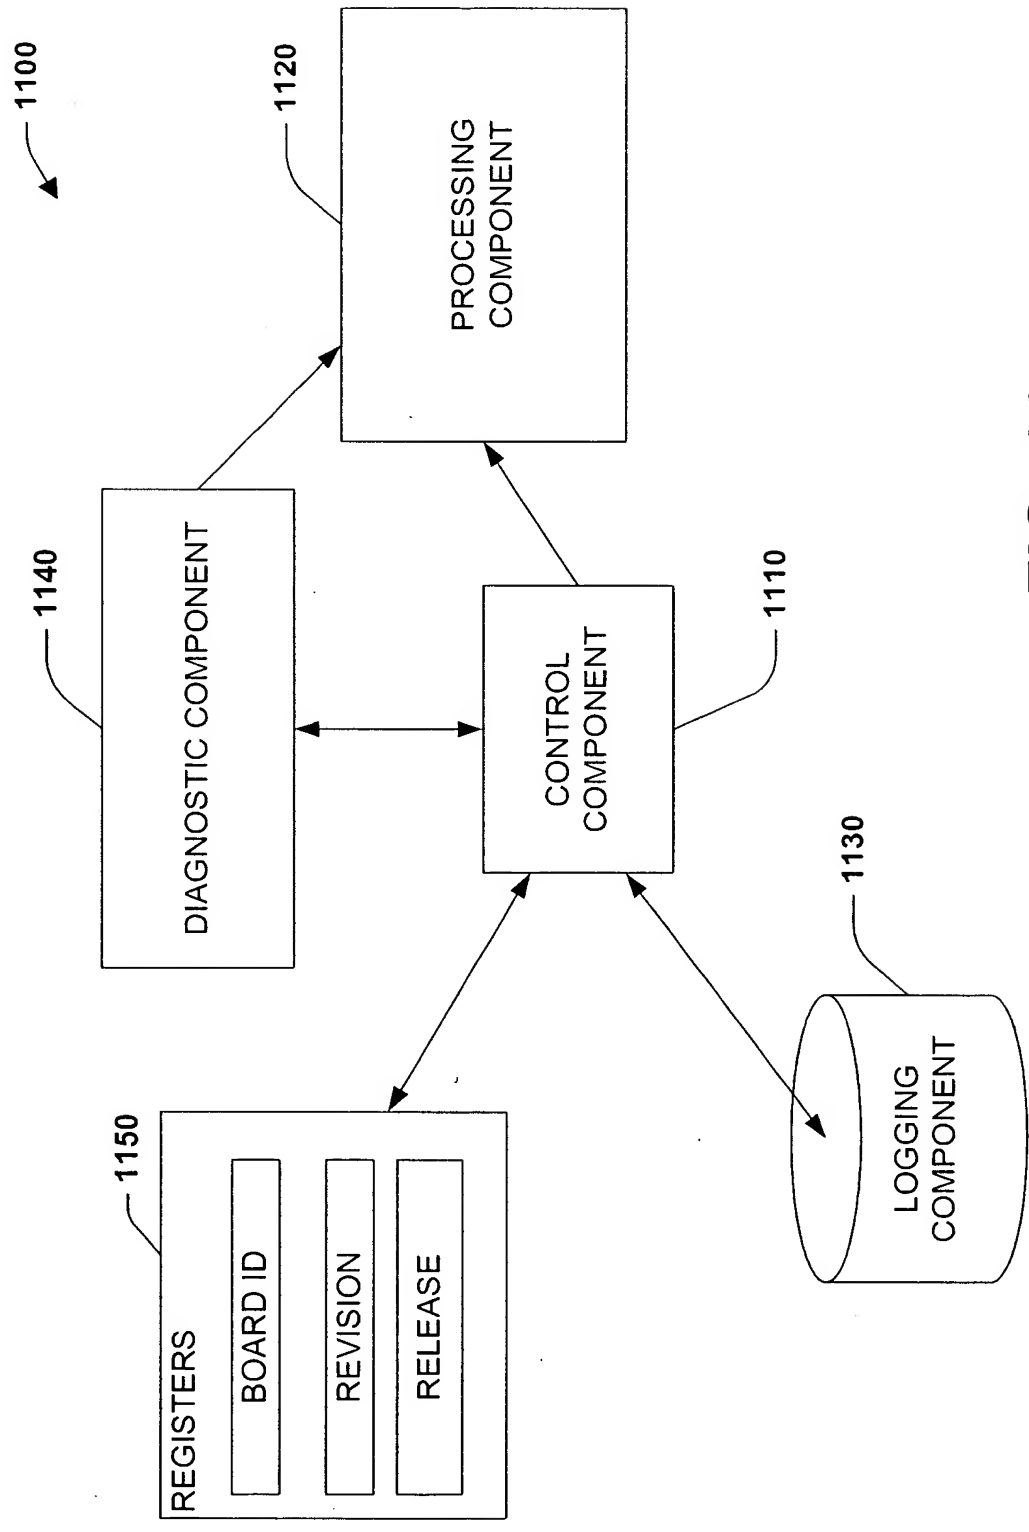 1100
REGISTERS
1150
BOARD ID
REVISION
RELEASE
1140
DIAGNOSTIC COMPONENT
1120
PROCESSING
COMPONENT
CONTROL
COMPONENT
1110
1130
LOGGING
COMPONENT